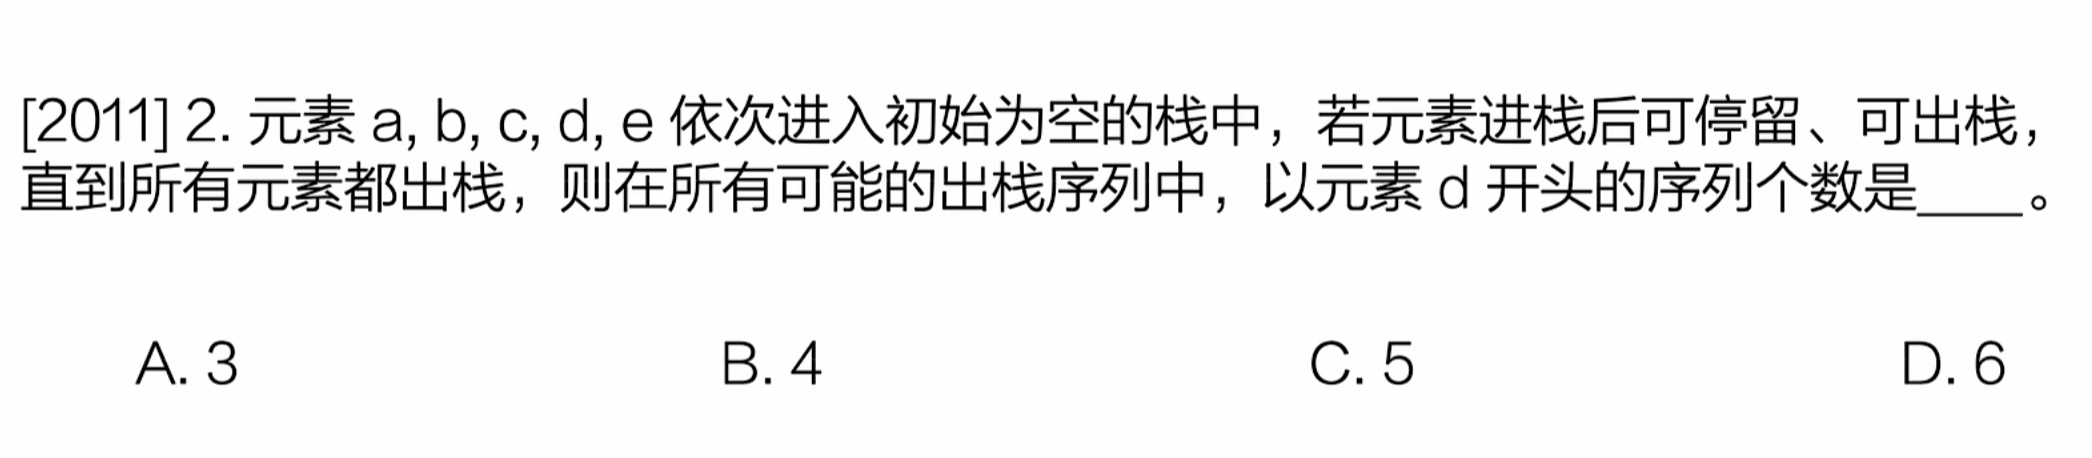 [2011] 2. 元素 a, b, c, d, e 依次进入初始为空的栈中，若元素进栈后可停留、可出栈，
直到所有元素都出栈，则在所有可能的出栈序列中，以元素 d 开头的序列个数是____。
A. 3 B. 4 C. 5 D. 6